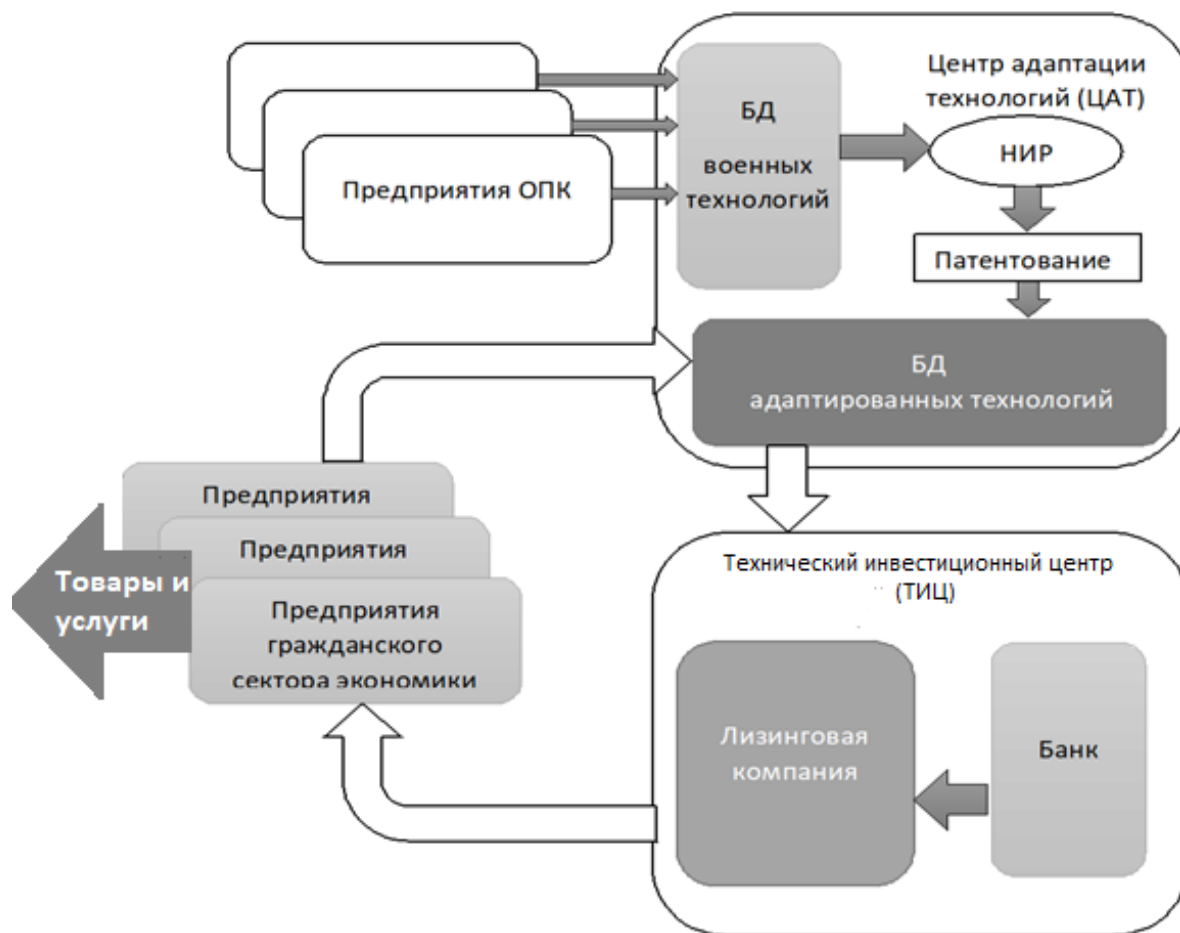 Центр адаптации
технологий (ЦАТ)
БД
военных
технологий
НИР
Предприятия ОПК
Патентование
БД
адаптированных технологий
Предприятия
Предприятия
Предприятия
гражданского
сектора экономики
Товары и
услуги
Технический инвестиционный центр
(ТИЦ)
Лизинговая
компания
Банк